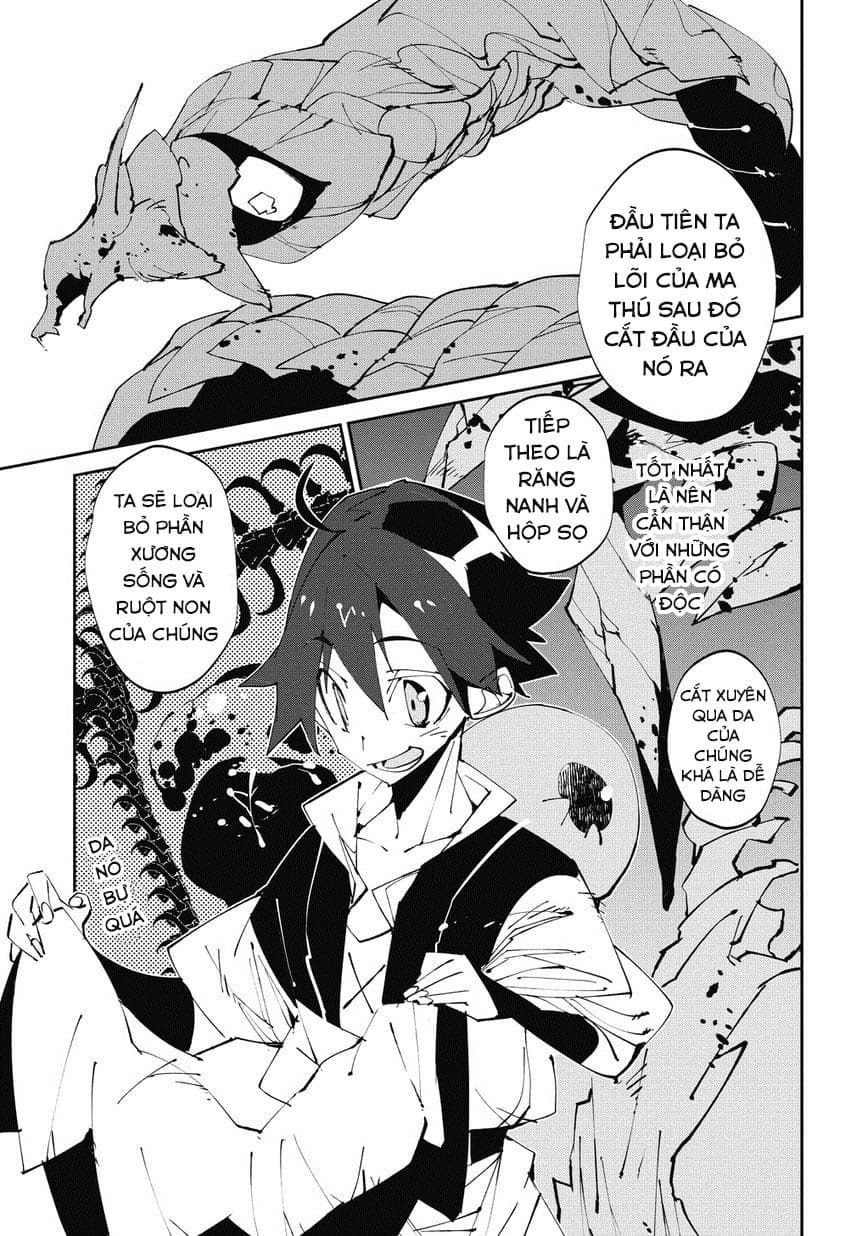 ĐẦU TIÊN TA
PHẢI LOẠI BỎ
LÕI CỦA MA
THÚ SAU ĐÓ
CẮT ĐẦU CỦA
NÓ RA
TIẾP
THEO LÀ
RĂNG
NANH VÀ
HỘP SỌ
TỐT NHẤT
LÀ NÊN
CẨN THẬN
VỚI NHỮNG
PHẦN CÓ
ĐỘC
CẮT XUYÊN
QUA DA
CỦA
CHÚNG
KHÁ LÀ DỄ
DÀNG
TA SẼ LOẠI
BỎ PHẦN
XƯƠNG
SỐNG VÀ
RUỘT NON
CỦA CHÚNG
DA
NÓ
BỰ
QUÁ